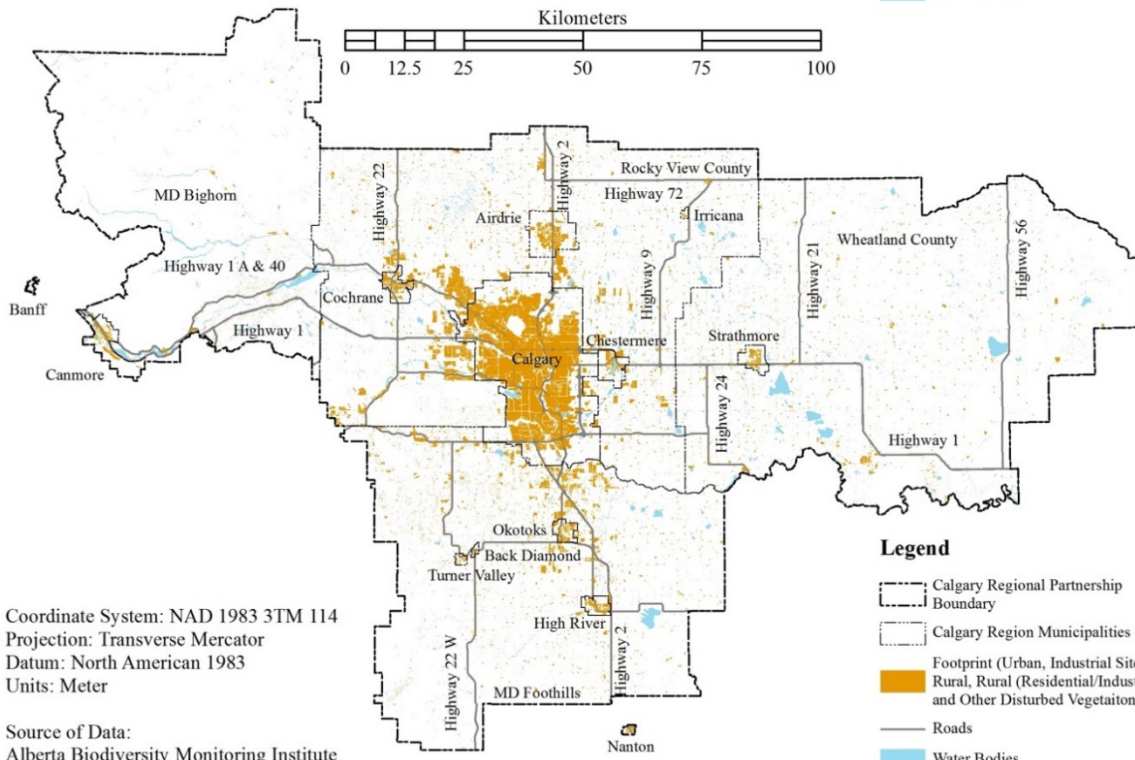 Kilometers
0 12.5 25 50 75 100
MD Bighorn
Highway 22
Highway 2
Rocky View County
Highway 72
Airdrie
Irricana
Highway 1 A & 40
Highway 9
Highway 21
Wheatland County
Highway 56
Banff
Cochrane
Highway 1
Calgary
Chestermere
Strathmore
Canmore
Highway 24
Highway 1
Okotoks
Back Diamond
Turner Valley
High River
Highway 22 W
Highway 2
MD Foothills
Nanton
Coordinate System: NAD 1983 3TM 114
Projection: Transverse Mercator
Datum: North American 1983
Units: Meter
Source of Data:
Alberta Biodiversity Monitoring Institute
Legend
Calgary Regional Partnership
Boundary
Calgary Region Municipalities
Footprint (Urban, Industrial Site
Rural, Rural (Residential/Indust
and Other Disturbed Vegetaiton
Roads
Water Bodies